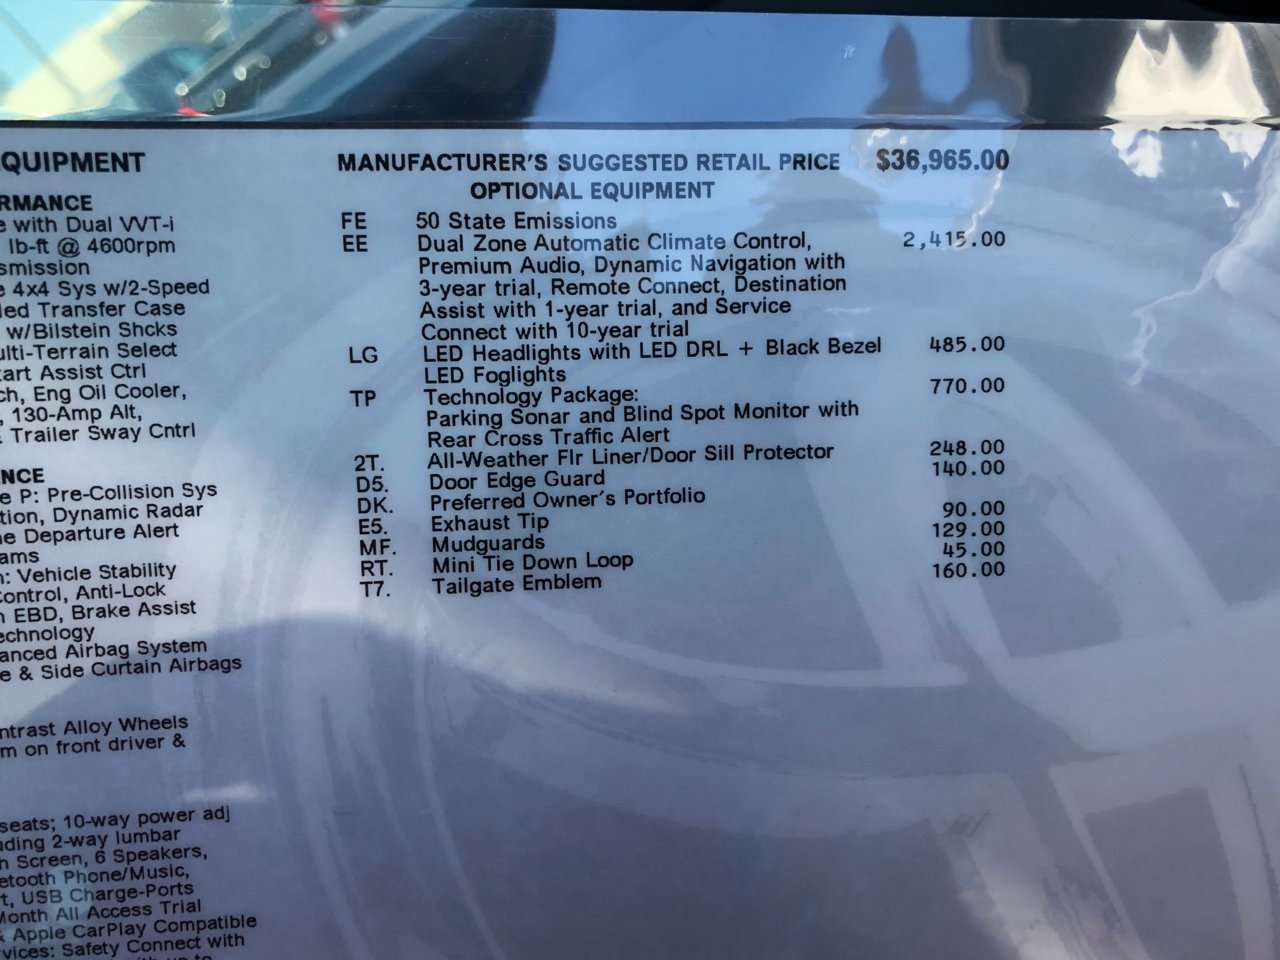 QUIPMENT
RMANCE
e with Dual VVT-i
lb-ft @ 4600rpm
smission
e 4x4 Sys w/2-Speed
led Transfer Case
w/Bilstein Shcks
ulti-Terrain Select
tart Assist Ctrl
ch, Eng Oil Cooler,
, 130-Amp Alt,
& Trailer Sway Cntrl
NCE
e P: Pre-Collision Sys
tion, Dynamic Radar
ne Departure Alert
ams
n: Vehicle Stability
Control, Anti-Lock
h EBD, Brake Assist
echnology
anced Airbag System
e & Side Curtain Airbags
ntrast Alloy Wheels
m on front driver &
seats; 10-way power adj
uding 2-way lumbar
h Screen, 6 Speakers,
etooth Phone/Music,
t, USB Charge-Ports
Month All Access Trial
& Apple CarPlay Compatible
vices: Safety Connect with
MANUFACTURER'S SUGGESTED RETAIL PRICE $36,965.00
OPTIONAL EQUIPMENT
FE 50 State Emissions
EE Dual Zone Automatic Climate Control, 2,415.00
Premium Audio, Dynamic Navigation with
3-year trial, Remote Connect, Destination
Assist with 1-year trial, and Service
Connect with 10-year trial
LG LED Headlights with LED DRL + Black Bezel 485.00
LED Foglights
TP Technology Package: 770.00
Parking Sonar and Blind Spot Monitor with
Rear Cross Traffic Alert
2T. All-Weather Flr Liner/Door Sill Protector 248.00
D5. Door Edge Guard 140.00
DK. Preferred Owner's Portfolio
E5. Exhaust Tip 90.00
MF. Mudguards 129.00
RT. Mini Tie Down Loop 45.00
T7. Tailgate Emblem 160.00